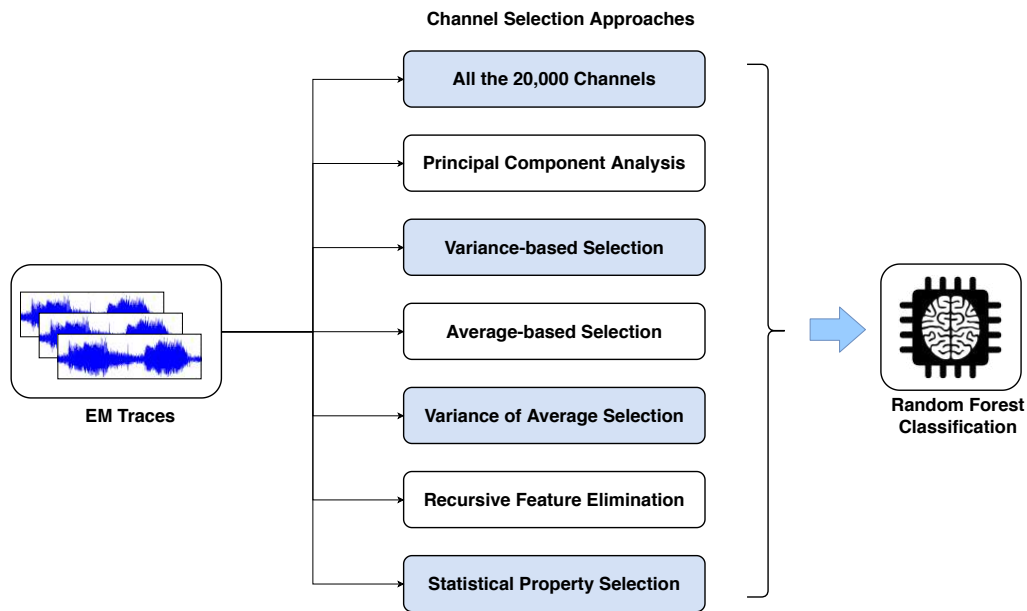 Channel Selection Approaches
All the 20,000 Channels
Principal Component Analysis
Variance-based Selection
Average-based Selection
Variance of Average Selection
Recursive Feature Elimination
Statistical Property Selection
EM Traces
Random Forest
Classification